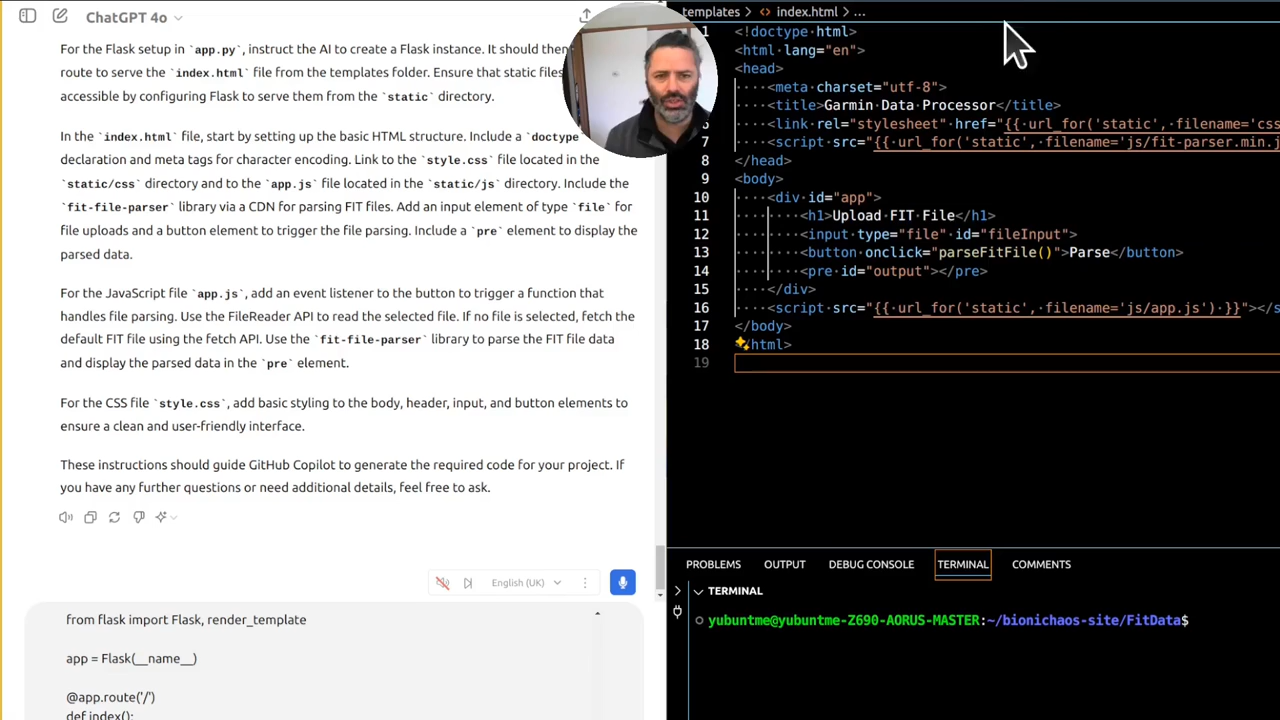 ChatGPT 4o
For the Flask setup in `app.py`, instruct the AI to create a Flask instance. It should then
route to serve the `index.html` file from the templates folder. Ensure that static files
accessible by configuring Flask to serve them from the `static` directory.
In the `index.html` file, start by setting up the basic HTML structure. Include a `doctype`
declaration and meta tags for character encoding. Link to the `style.css` file located in the
`static/css` directory and to the `app.js` file located in the `static/js` directory. Include the
`fit-file-parser` library via a CDN for parsing FIT files. Add an input element of type `file` for
file uploads and a button element to trigger the file parsing. Include a `pre` element to display the
parsed data.
For the JavaScript file `app.js`, add an event listener to the button to trigger a function that
handles file parsing. Use the FileReader API to read the selected file. If no file is selected, fetch the
default FIT file using the fetch API. Use the `fit-file-parser` library to parse the FIT file data
and display the parsed data in the `pre` element.
For the CSS file `style.css`, add basic styling to the body, header, input, and button elements to
ensure a clean and user-friendly interface.
These instructions should guide GitHub Copilot to generate the required code for your project. If
you have any further questions or need additional details, feel free to ask.
English (UK)
from flask import Flask, render_template
app = Flask(__name__)
@app.route('/')
def index():
templates <> index.html > ...
1 <!doctype html>
<html lang="en">
<head>
<meta charset="utf-8">
<title>Garmin Data Processor</title>
6 <link rel="stylesheet" href="{{ url_for('static', filename='css
7 <script src="{{ url_for('static', filename='js/fit-parser.min.j
8 </head>
9 <body>
10 <div id="app">
11 <h1>Upload FIT File</h1>
12 <input type="file" id="fileInput">
13 <button onclick="parseFitFile()">Parse</button>
14 <pre id="output"></pre>
15 </div>
16 <script src="{{ url_for('static', filename='js/app.js') }}"></s
17 </body>
18 html>
19
PROBLEMS OUTPUT DEBUG CONSOLE TERMINAL COMMENTS
TERMINAL
yubuntme@yubuntme-Z690-AORUS-MASTER:~/bionichaos-site/FitData$